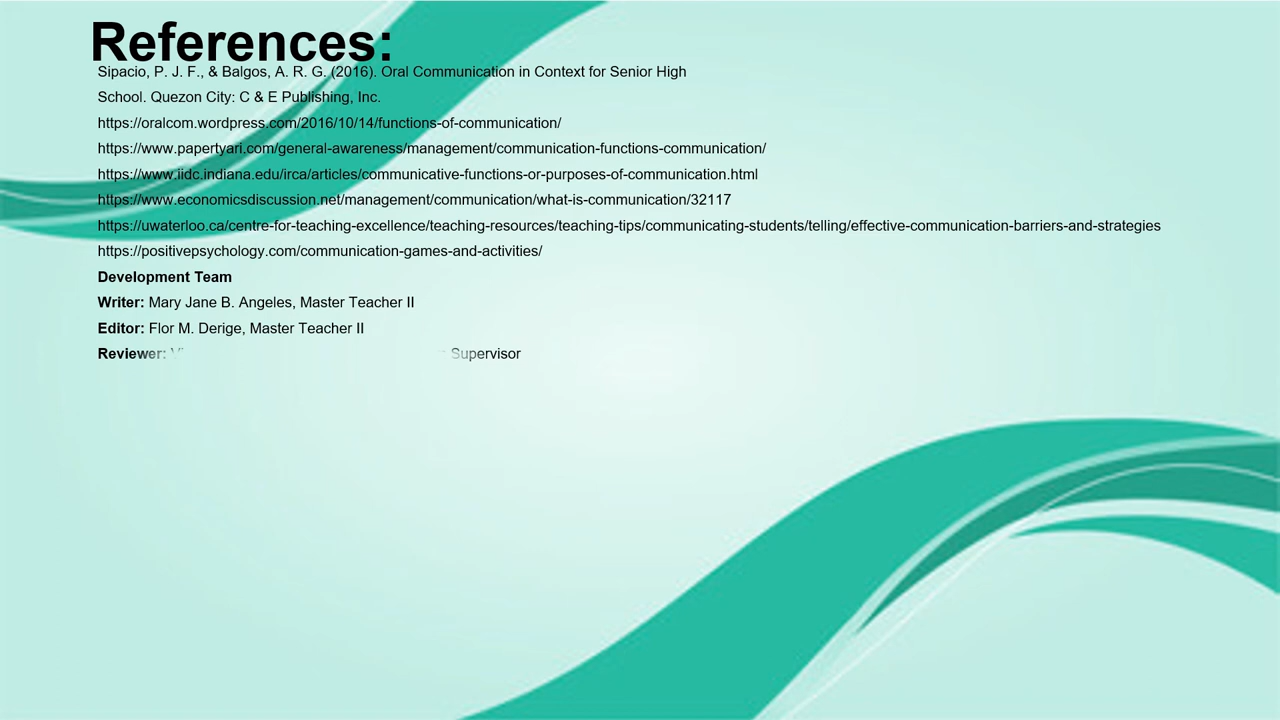 References:
Sipacio, P. J. F., & Balgos, A. R. G. (2016). Oral Communication in Context for Senior High
School. Quezon City: C & E Publishing, Inc.
https://oralcom.wordpress.com/2016/10/14/functions-of-communication/
https://www.papertyari.com/general-awareness/management/communication-functions-communication/
https://www.iidc.indiana.edu/irca/articles/communicative-functions-or-purposes-of-communication.html
https://www.economicsdiscussion.net/management/communication/what-is-communication/32117
https://uwaterloo.ca/centre-for-teaching-excellence/teaching-resources/teaching-tips/communicating-students/telling/effective-communication-barriers-and-strategies
https://positivepsychology.com/communication-games-and-activities/
Development Team
Writer: Mary Jane B. Angeles, Master Teacher II
Editor: Flor M. Derige, Master Teacher II
Reviewer: Supervisor